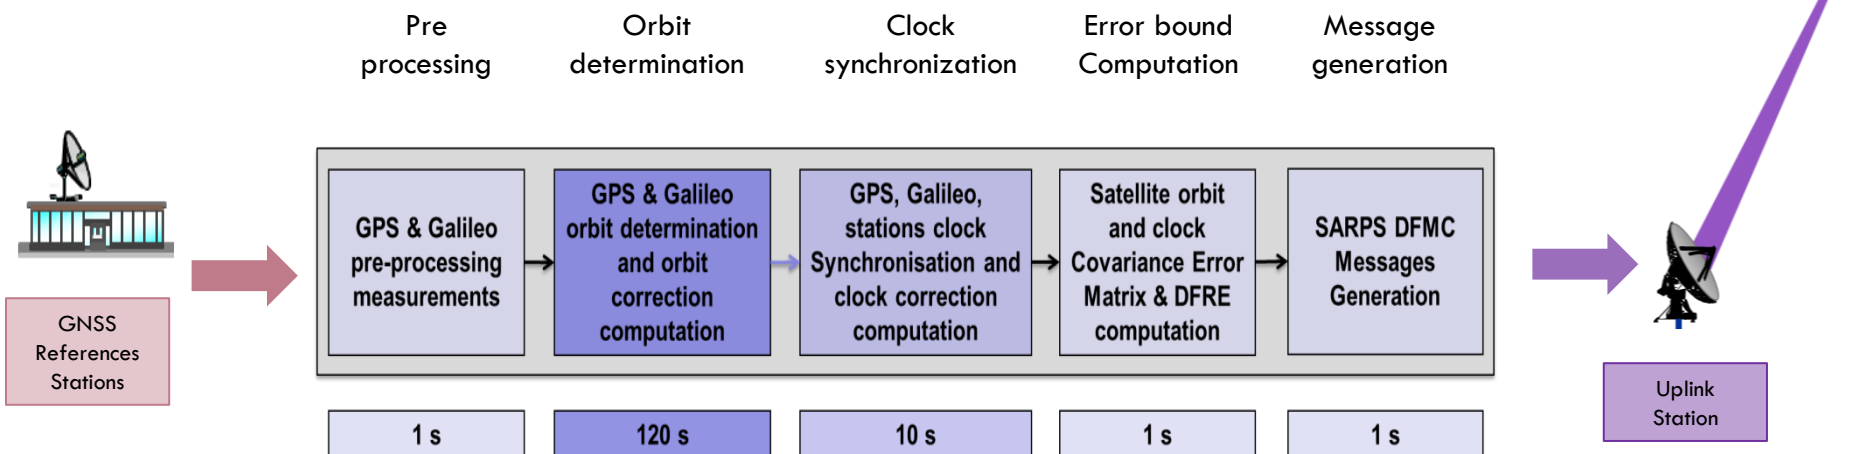 Pre
processing
Orbit
determination
Clock
synchronization
Error bound
Computation
Message
generation
GPS & Galileo
pre-processing
measurements
GPS & Galileo
orbit determination
and orbit
correction
computation
GPS, Galileo,
stations clock
Synchronisation and
clock correction
computation
Satellite orbit
and clock
Covariance Error
Matrix & DFRE
computation
SARPS DFMC
Messages
Generation
GNSS
References
Stations
Uplink
Station
1 s
120 s
10 s
1 s
1 s